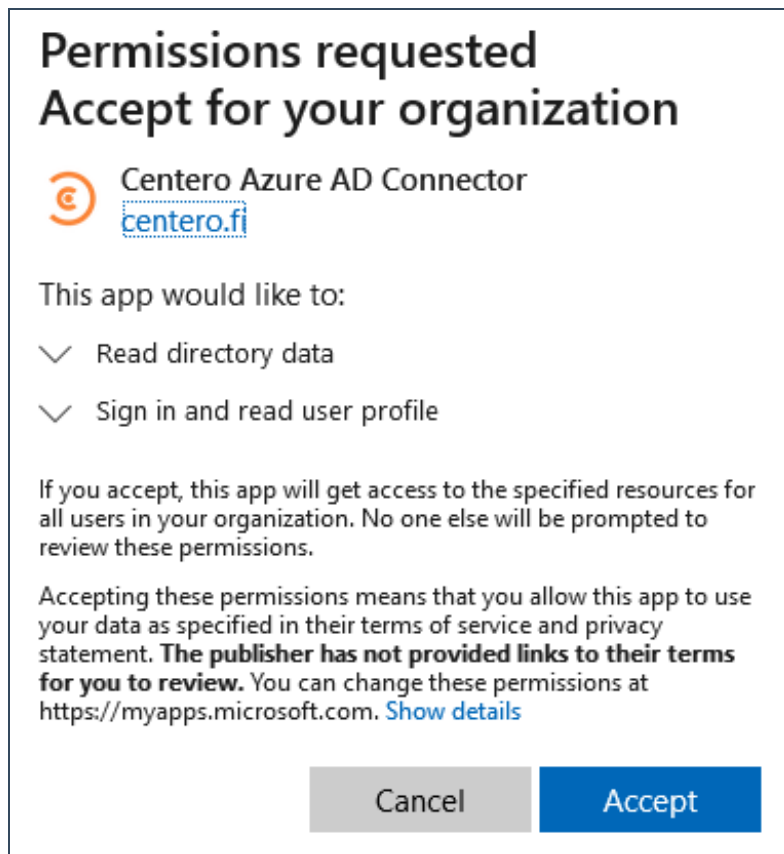 Permissions requested
Accept for your organization
Centero Azure AD Connector
centero.fi
This app would like to:
Read directory data
Sign in and read user profile
If you accept, this app will get access to the specified resources for
all users in your organization. No one else will be prompted to
review these permissions.
Accepting these permissions means that you allow this app to use
your data as specified in their terms of service and privacy
statement. The publisher has not provided links to their terms
for you to review. You can change these permissions at
https://myapps.microsoft.com. Show details
Cancel
Accept